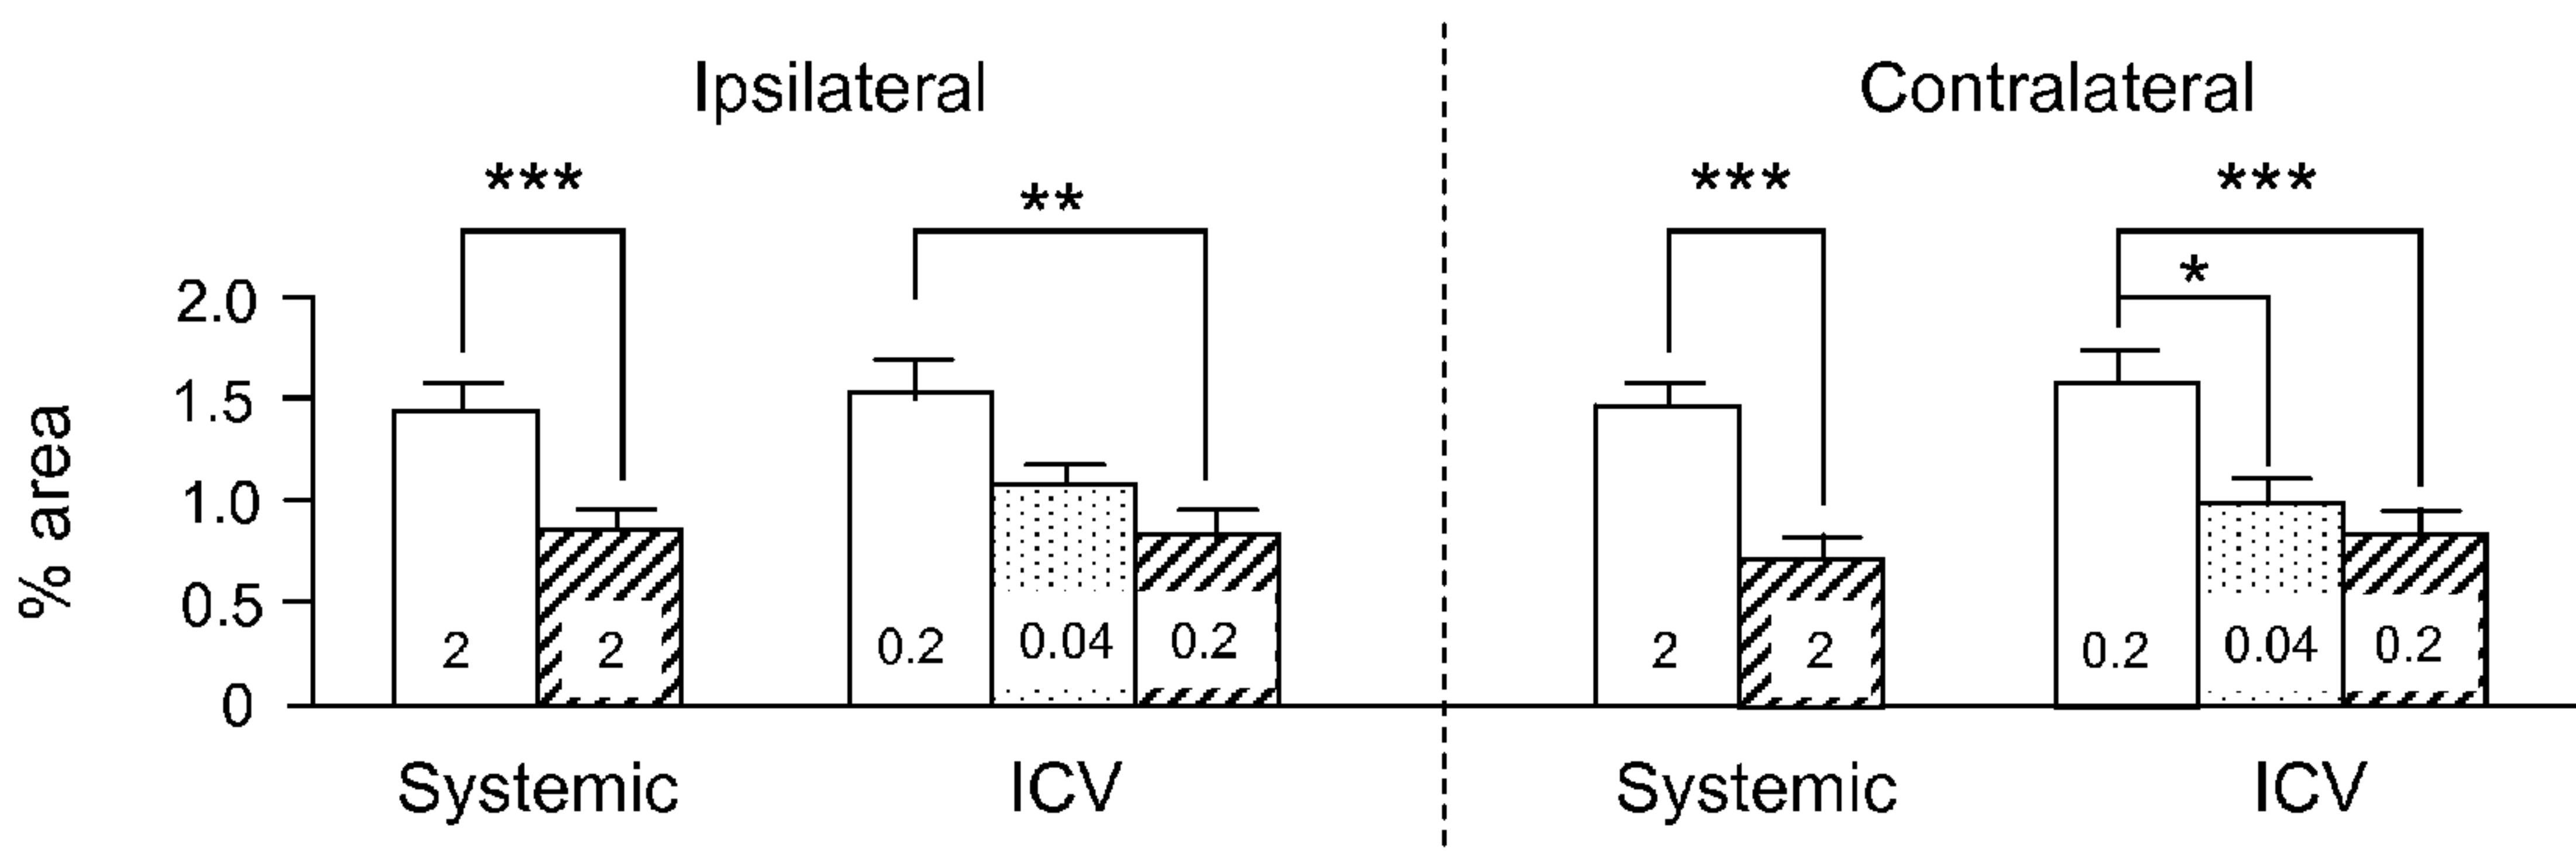 Ipsilateral
Contralateral
*** ** *** ***
*
2.0
1.5
1.0
0.5
0
% area
2 2 0.2 0.04 0.2 2 2 0.2 0.04 0.2
Systemic ICV Systemic ICV